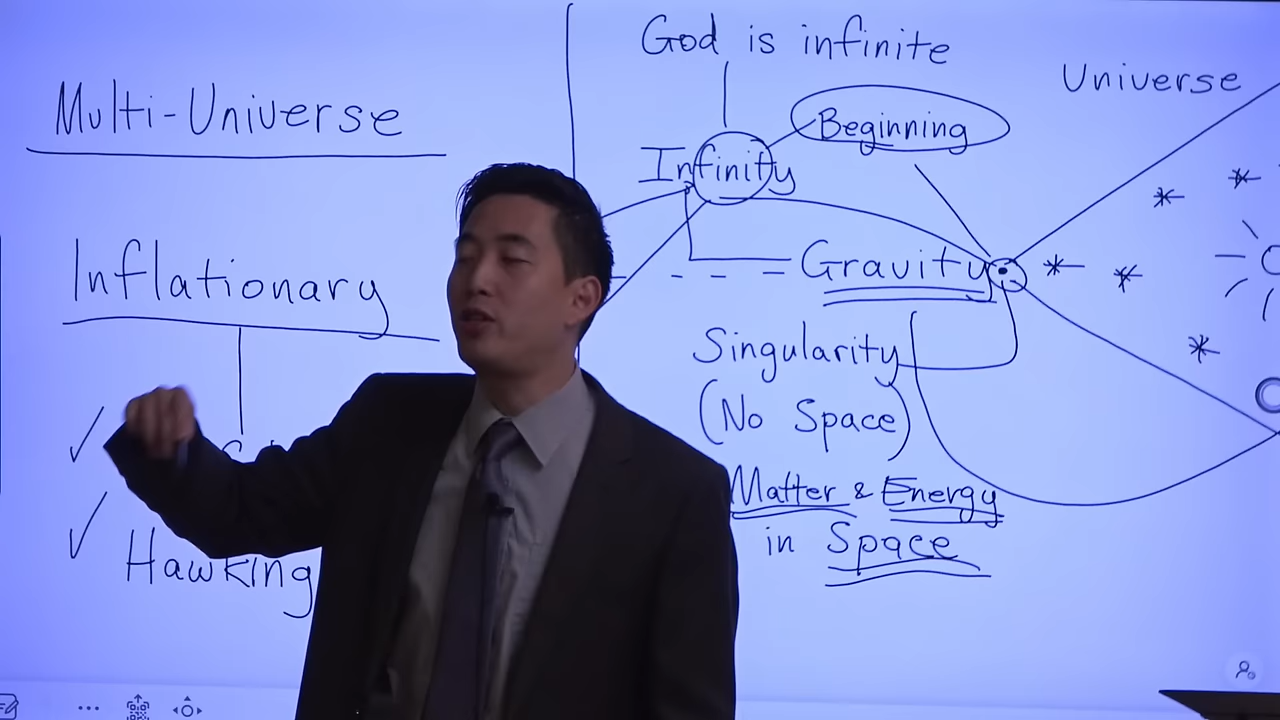 Multi-Universe
Inflationary
Hawking
God is infinite
Beginning
Infinity
Gravity
Singularity
(No Space)
Matter & Energy
in Space
Universe